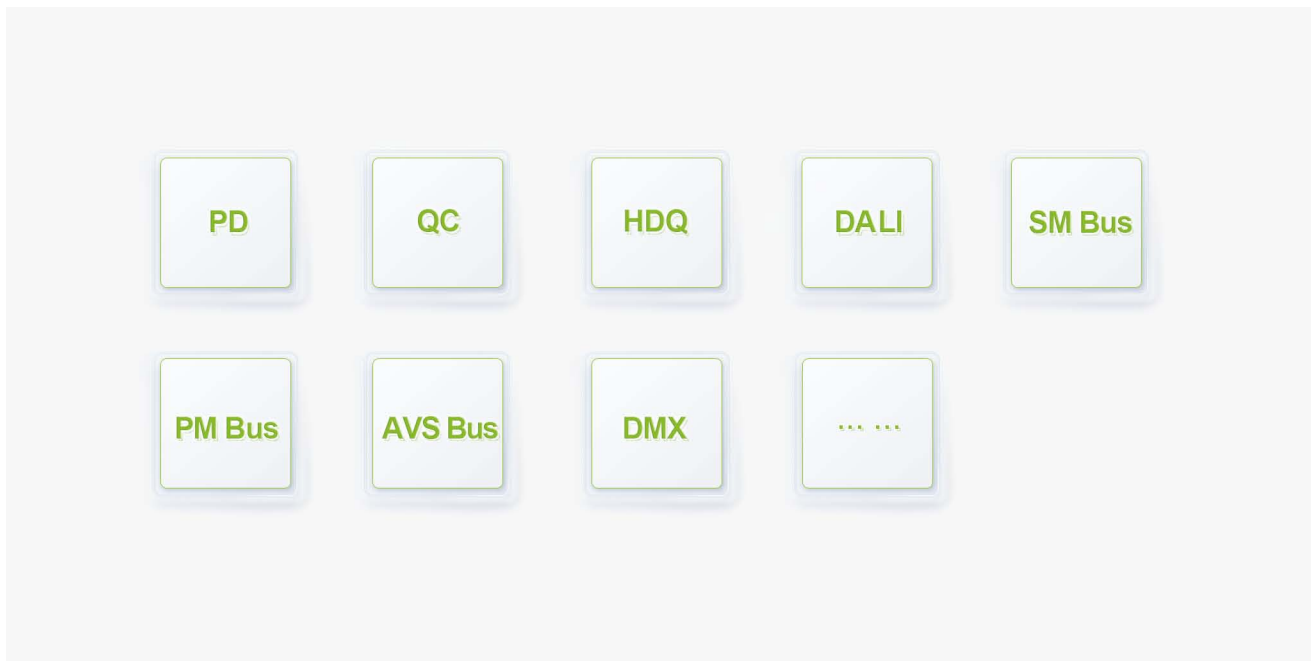 PD
QC
HDQ
DALI
SM Bus
PM Bus
AVS Bus
DMX
... ...